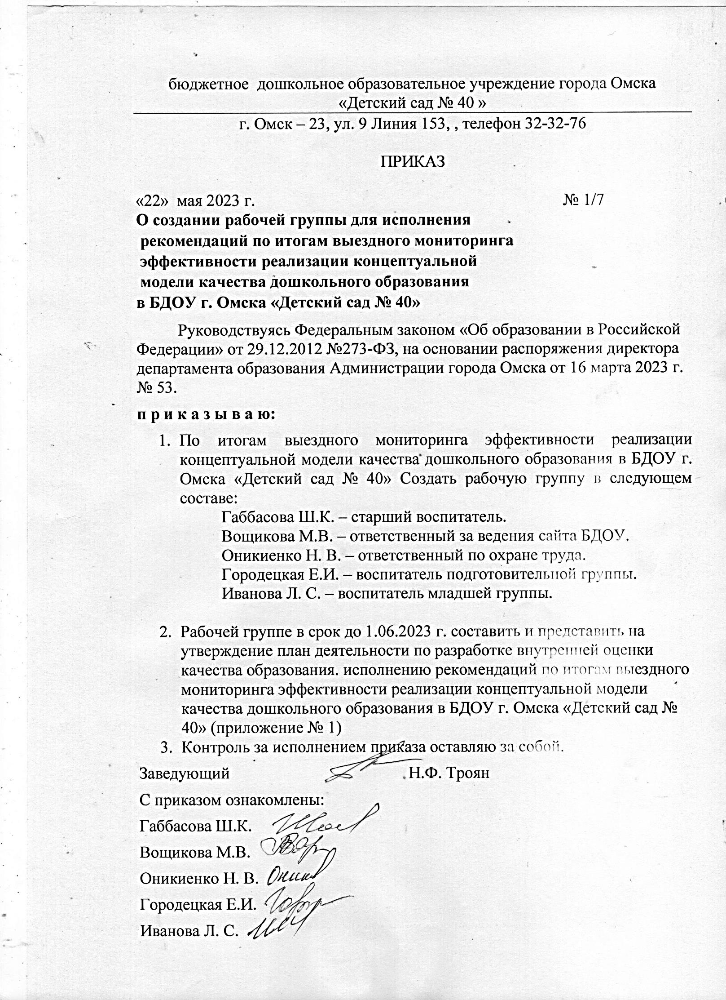 бюджетное  дошкольное образовательное учреждение города Омска
«Детский сад № 40 »
г. Омск – 23, ул. 9 Линия 153, , телефон 32-32-76
ПРИКАЗ
«22»  мая 2023 г. № 1/7
О создании рабочей группы для исполнения
рекомендаций по итогам выездного мониторинга
эффективности реализации концептуальной
модели качества дошкольного образования
в БДОУ г. Омска «Детский сад № 40»
Руководствуясь Федеральным законом «Об образовании в Российской
Федерации» от 29.12.2012 №273-ФЗ, на основании распоряжения директора
департамента образования Администрации города Омска от 16 марта 2023 г.
№ 53.
п р и к а з ы в а ю:
1. По итогам выездного мониторинга эффективности реализации
концептуальной модели качества дошкольного образования в БДОУ г.
Омска «Детский сад № 40» Создать рабочую группу в следующем
составе:
Габбасова Ш.К. – старший воспитатель.
Вощикова М.В. – ответственный за ведения сайта БДОУ.
Оникиенко Н. В. – ответственный по охране труда.
Городецкая Е.И. – воспитатель подготовительной группы.
Иванова Л. С. – воспитатель младшей группы.
2. Рабочей группе в срок до 1.06.2023 г. составить и представить на
утверждение план деятельности по разработке внутренней оценки
качества образования. исполнению рекомендаций по итогам выездного
мониторинга эффективности реализации концептуальной модели
качества дошкольного образования в БДОУ г. Омска «Детский сад №
40» (приложение № 1)
3. Контроль за исполнением приказа оставляю за собой.
Заведующий Н.Ф. Троян
С приказом ознакомлены:
Габбасова Ш.К.
Вощикова М.В.
Оникиенко Н. В.
Городецкая Е.И.
Иванова Л. С.